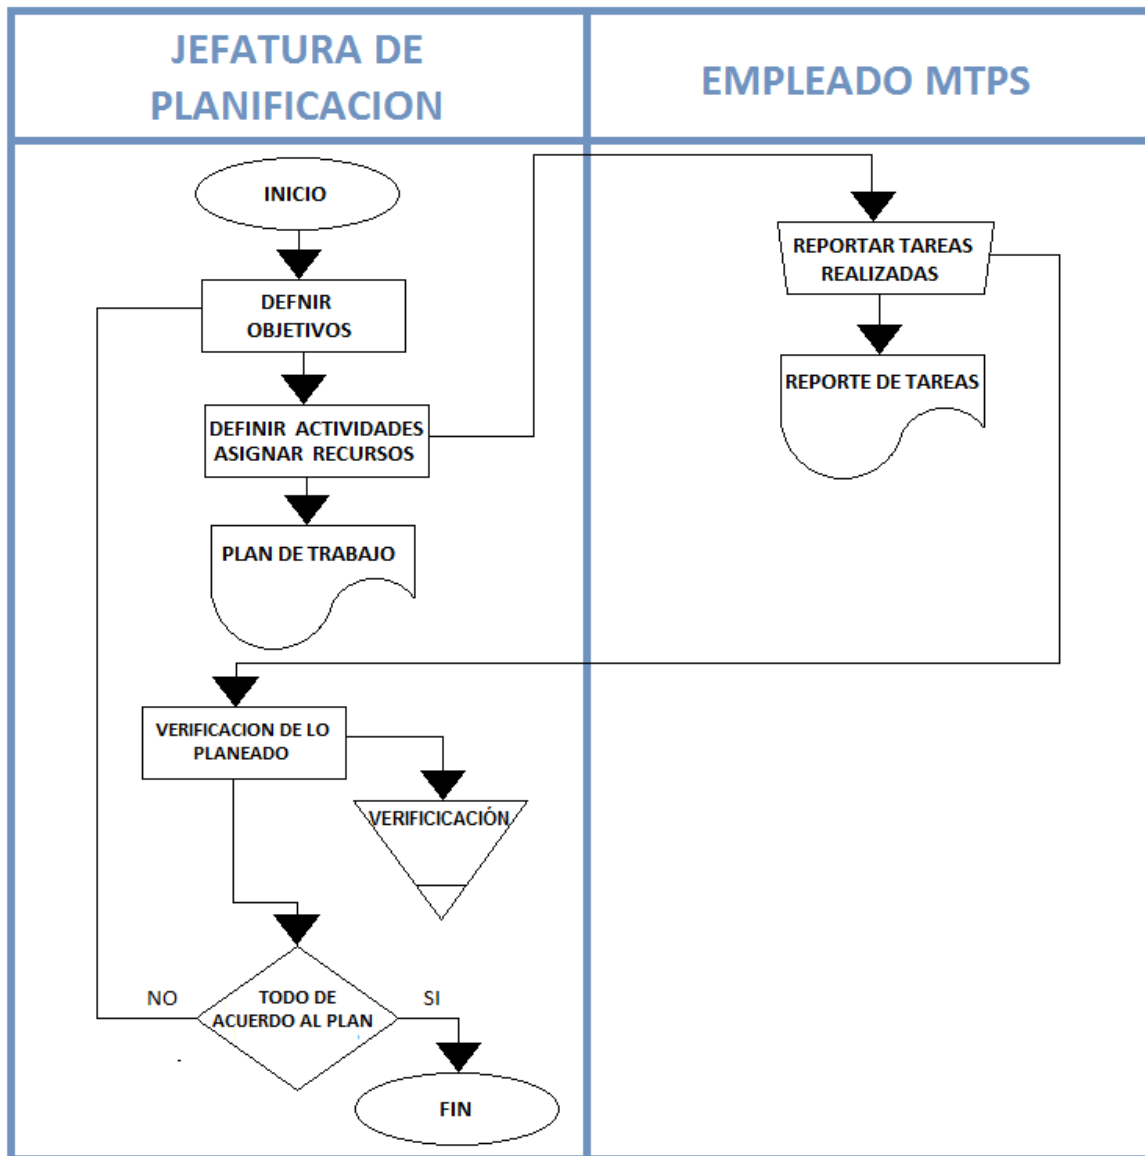 JEFATURA DE
PLANIFICACION
EMPLEADO MTPS
INICIO
DEFNIR
OBJETIVOS
DEFINIR ACTIVIDADES
ASIGNAR RECURSOS
PLAN DE TRABAJO
REPORTAR TAREAS
REALIZADAS
REPORTE DE TAREAS
VERIFICACION DE LO
PLANEADO
VERIFICICACIÓN
TODO DE
ACUERDO AL PLAN
NO
SI
FIN